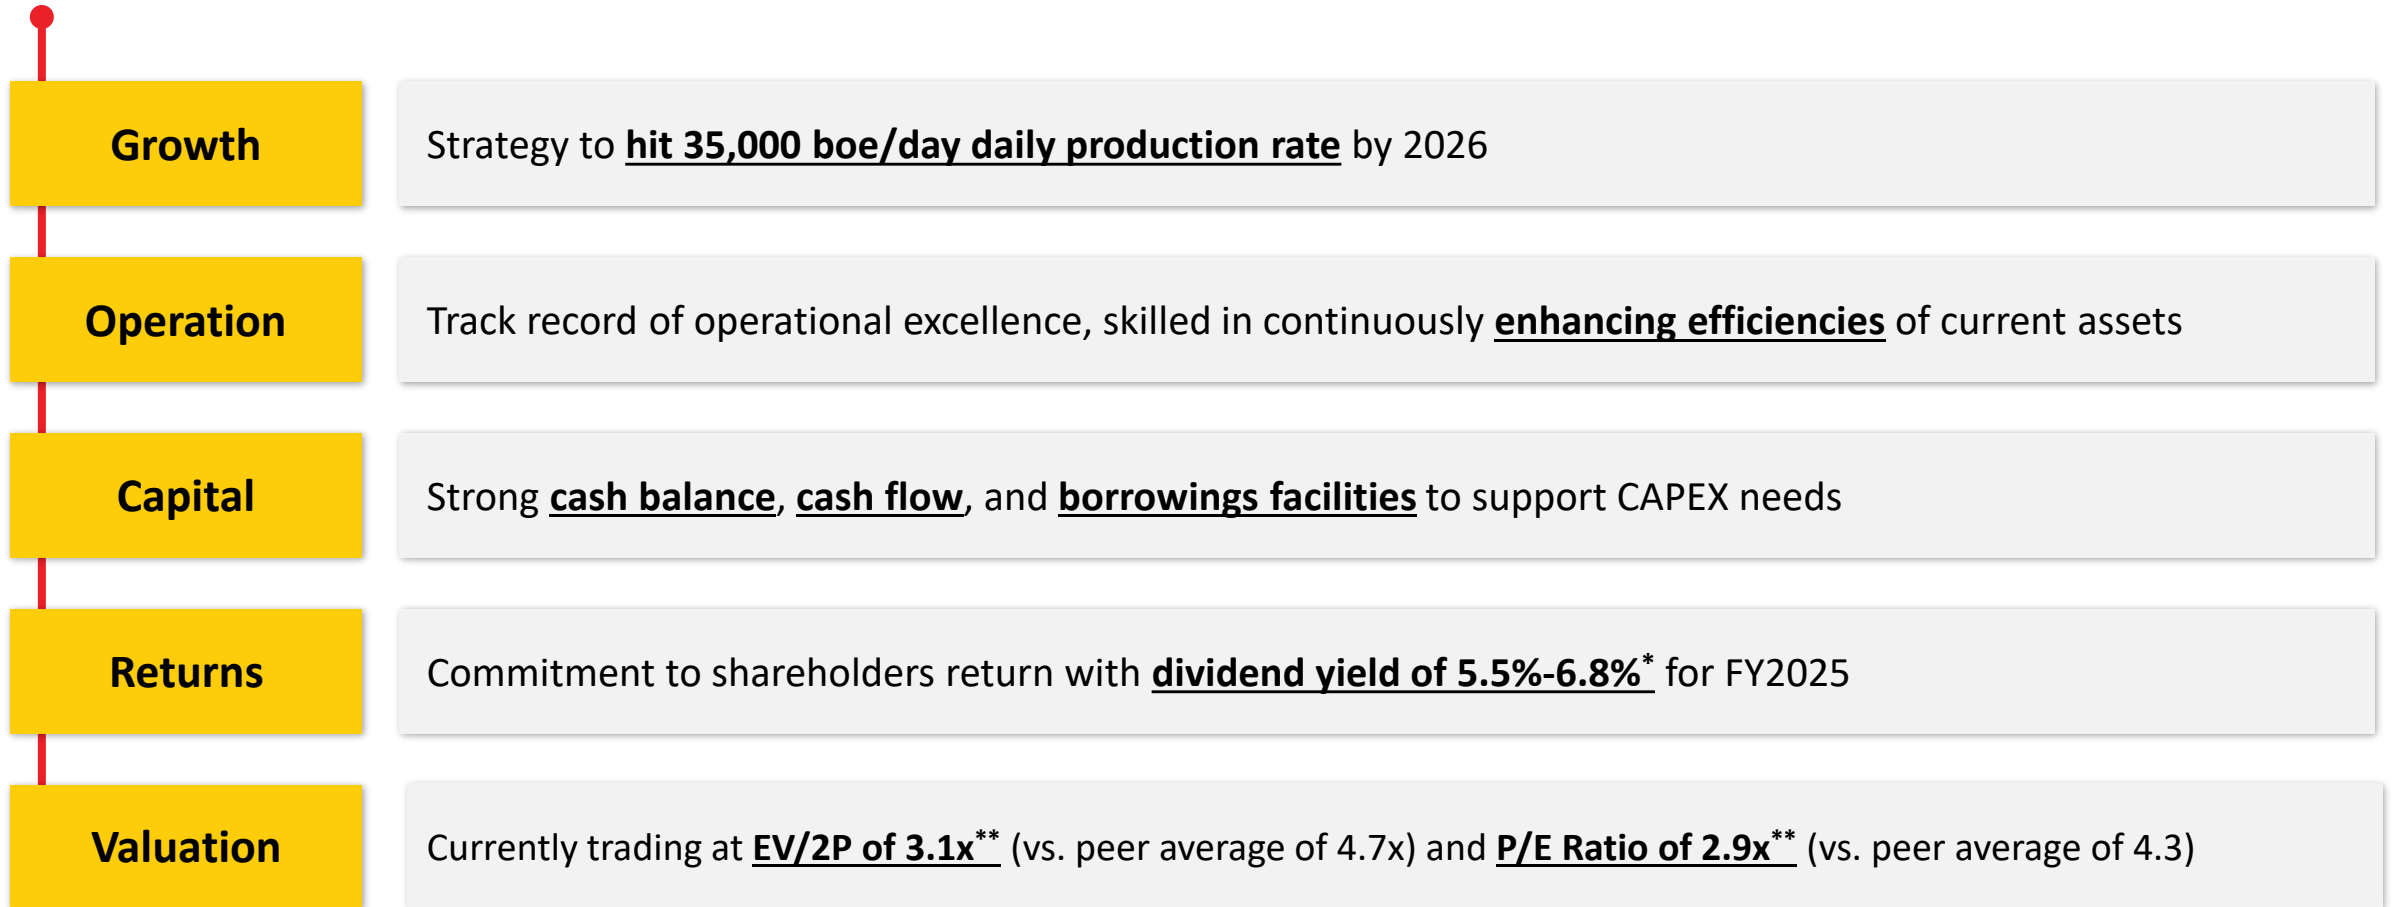 Growth
Strategy to hit 35,000 boe/day daily production rate by 2026
Operation
Track record of operational excellence, skilled in continuously enhancing efficiencies of current assets
Capital
Strong cash balance, cash flow, and borrowings facilities to support CAPEX needs
Returns
Commitment to shareholders return with dividend yield of 5.5%-6.8%* for FY2025
Valuation
Currently trading at EV/2P of 3.1x** (vs. peer average of 4.7x) and P/E Ratio of 2.9x** (vs. peer average of 4.3)